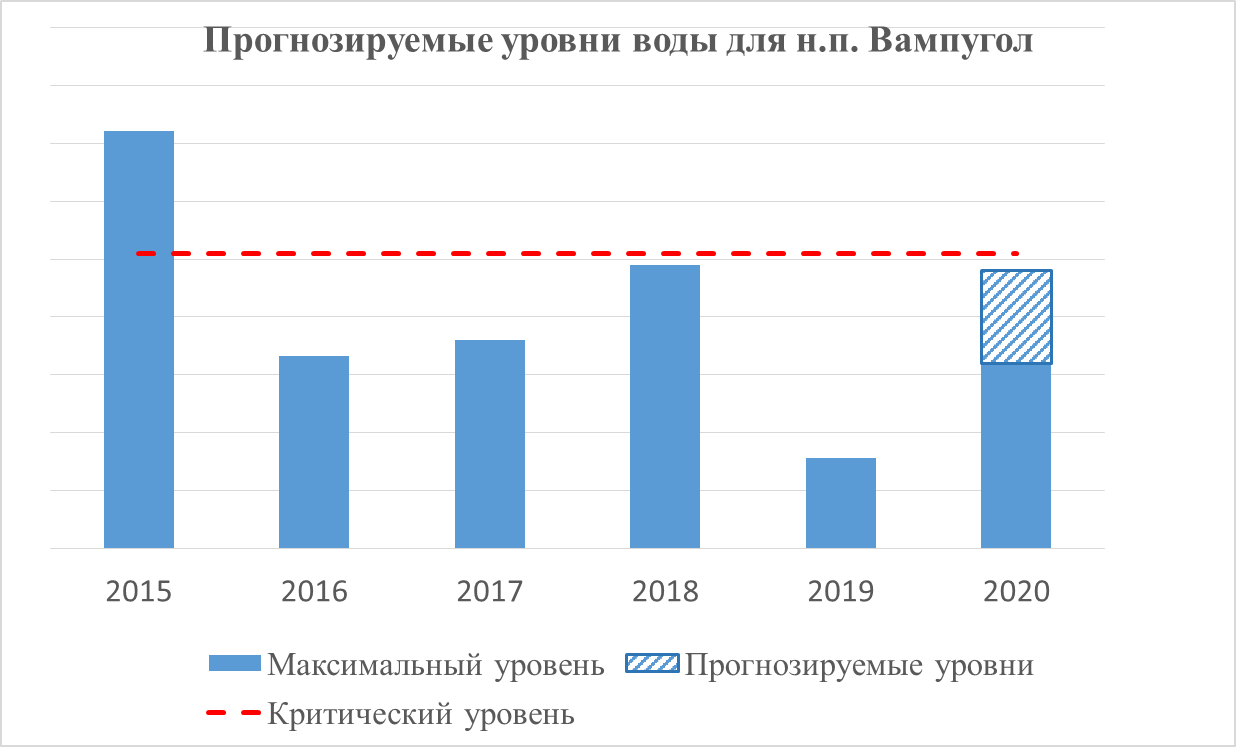 Прогнозируемые уровни воды для н.п. Вампугол
2015 2016 2017 2018 2019 2020
Максимальный уровень Прогнозируемые уровни
Критический уровень